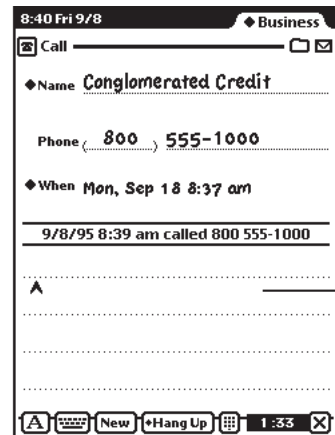 8:40 Fri 9/8 ◆ Business
Call
◆Name Conglomerated Credit
Phone ( 800 ) 555-1000
◆When Mon, Sep 18 8:37 am
9/8/95 8:39 am called 800 555-1000
A New ◆Hang Up 1:33 X